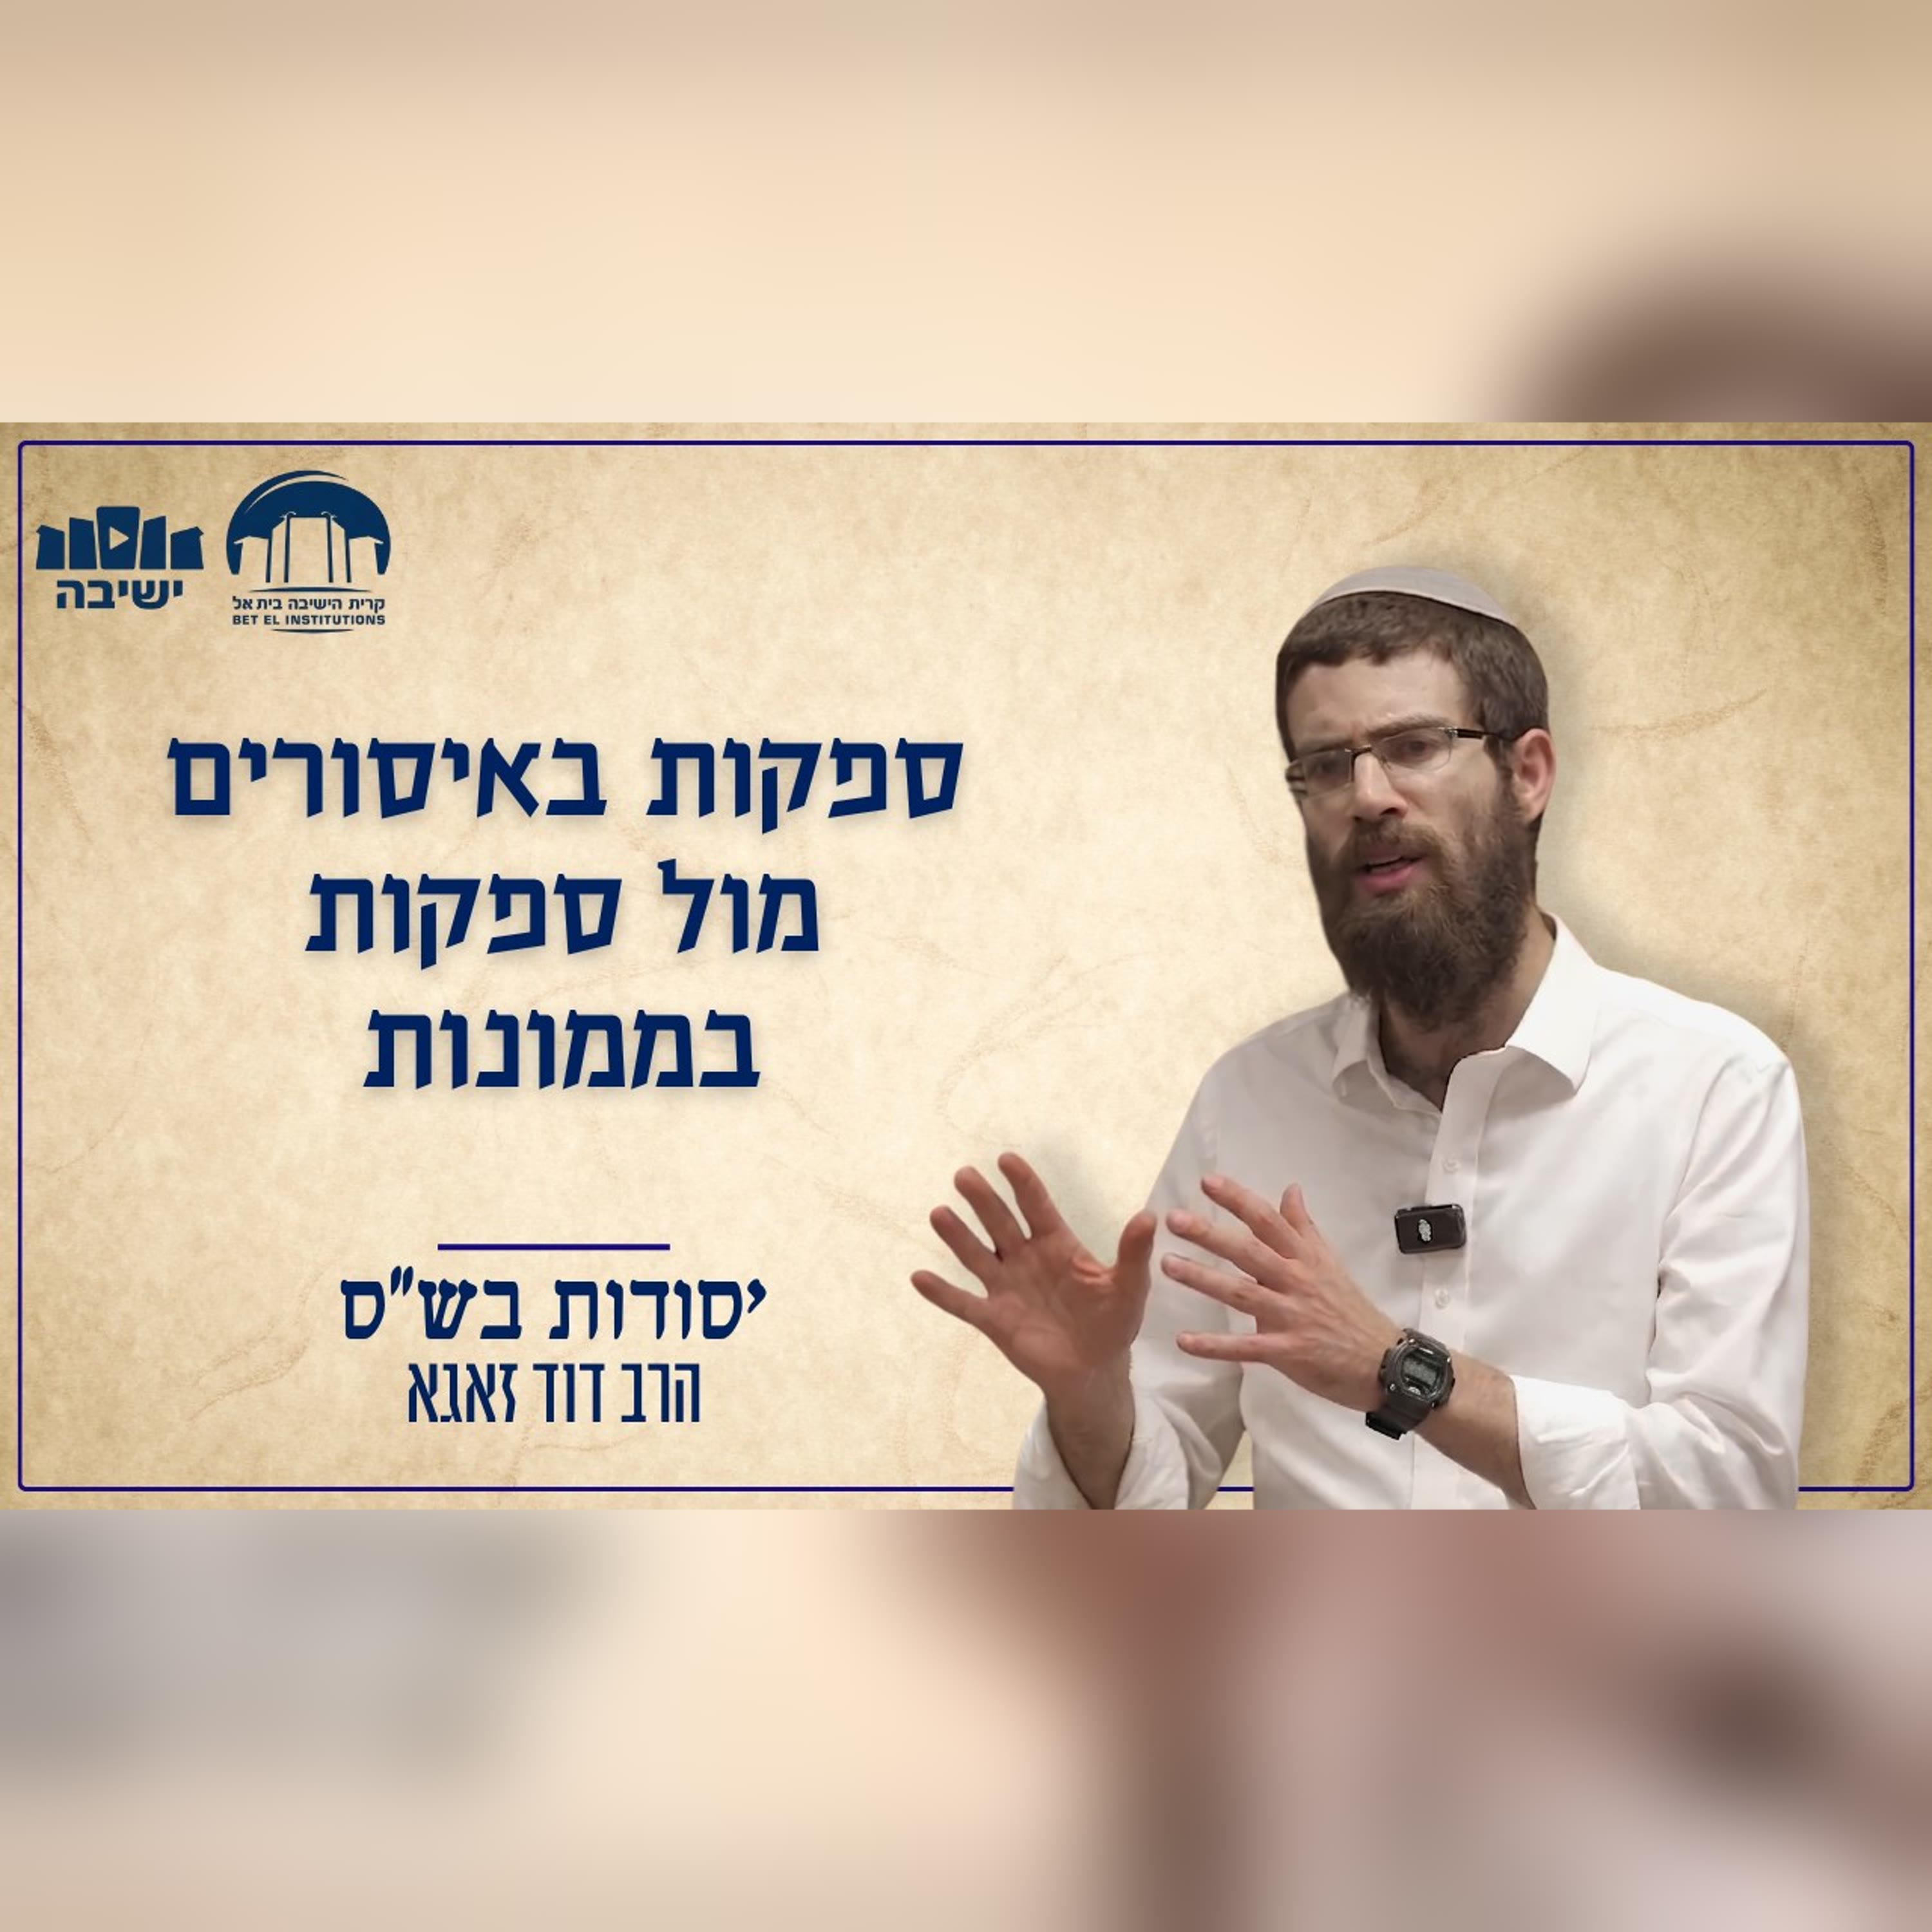 ישיבה
קרית הישיבה בית אל
BET EL INSTITUTIONS
ספקות באיסורים
מול ספקות
בממונות
יסודות בש"ס
הרב דוד זאגא